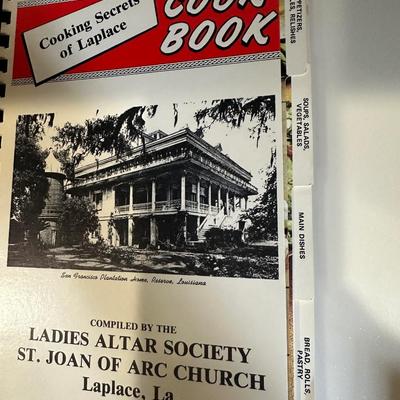 COOK
BOOK
Cooking Secrets
of Laplace
San Francisco Plantation Home, Reserve, Louisiana
COMPILED BY THE
LADIES ALTAR SOCIETY
ST. JOAN OF ARC CHURCH
Laplace, La.
RELISHES
SOUPS, SALADS,
VEGETABLES
MAIN DISHES
BREAD, ROLLS,
PASTRY